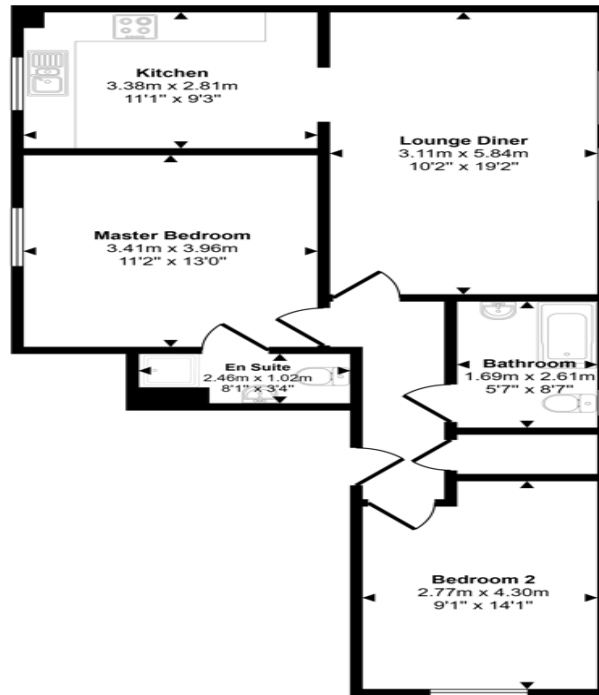 Kitchen
3.38m x 2.81m
11'1" x 9'3"
Lounge Diner
3.11m x 5.84m
10'2" x 19'2"
Master Bedroom
3.41m x 3.96m
11'2" x 13'0"
En Suite
2.46m x 1.02m
8'1" x 3'4"
Bathroom
1.69m x 2.61m
5'7" x 8'7"
Bedroom 2
2.77m x 4.30m
9'1" x 14'1"